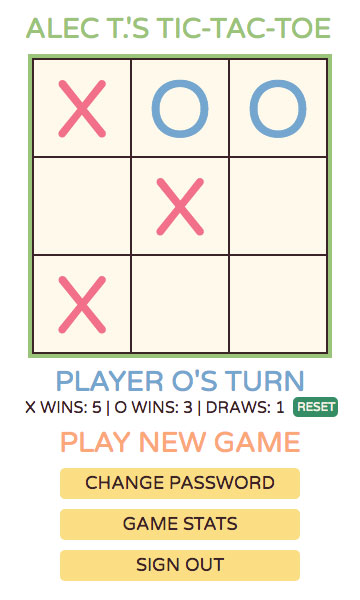 ALEC T.'S TIC-TAC-TOE
X O O
X
X
PLAYER O'S TURN
X WINS: 5 | O WINS: 3 | DRAWS: 1 RESET
PLAY NEW GAME
CHANGE PASSWORD
GAME STATS
SIGN OUT